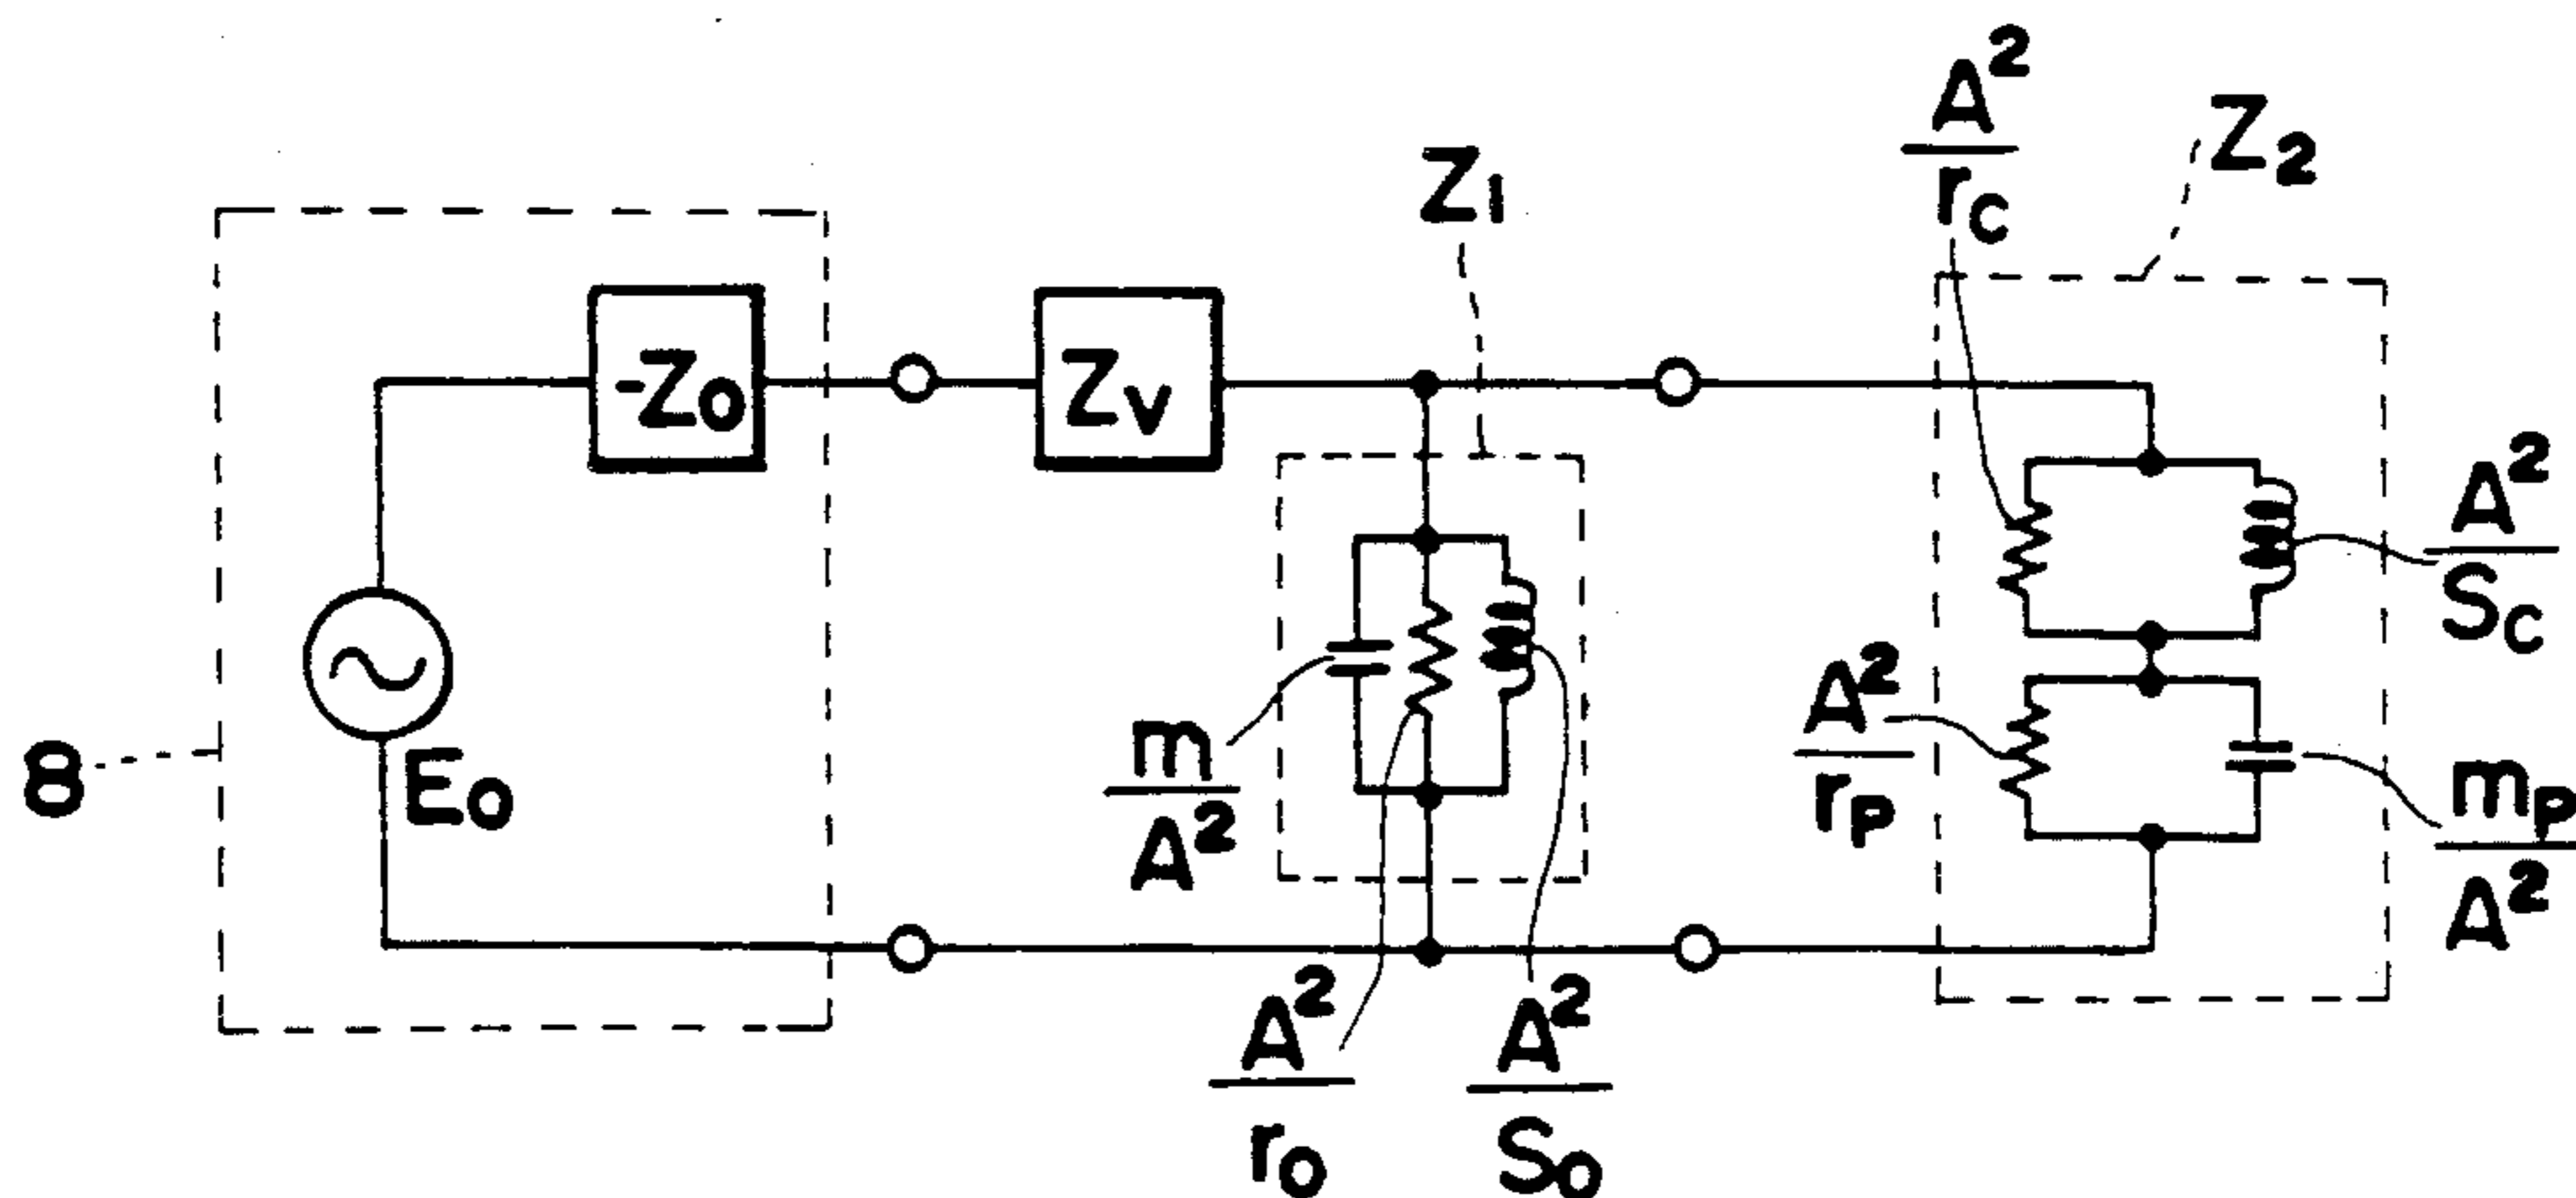 A²
r_C
Z₂
Z₁
-Z₀
Z_V
A²
S_C
A²
r_P
m
A²
8
E₀
m_P
A²
A²
r₀
A²
S₀